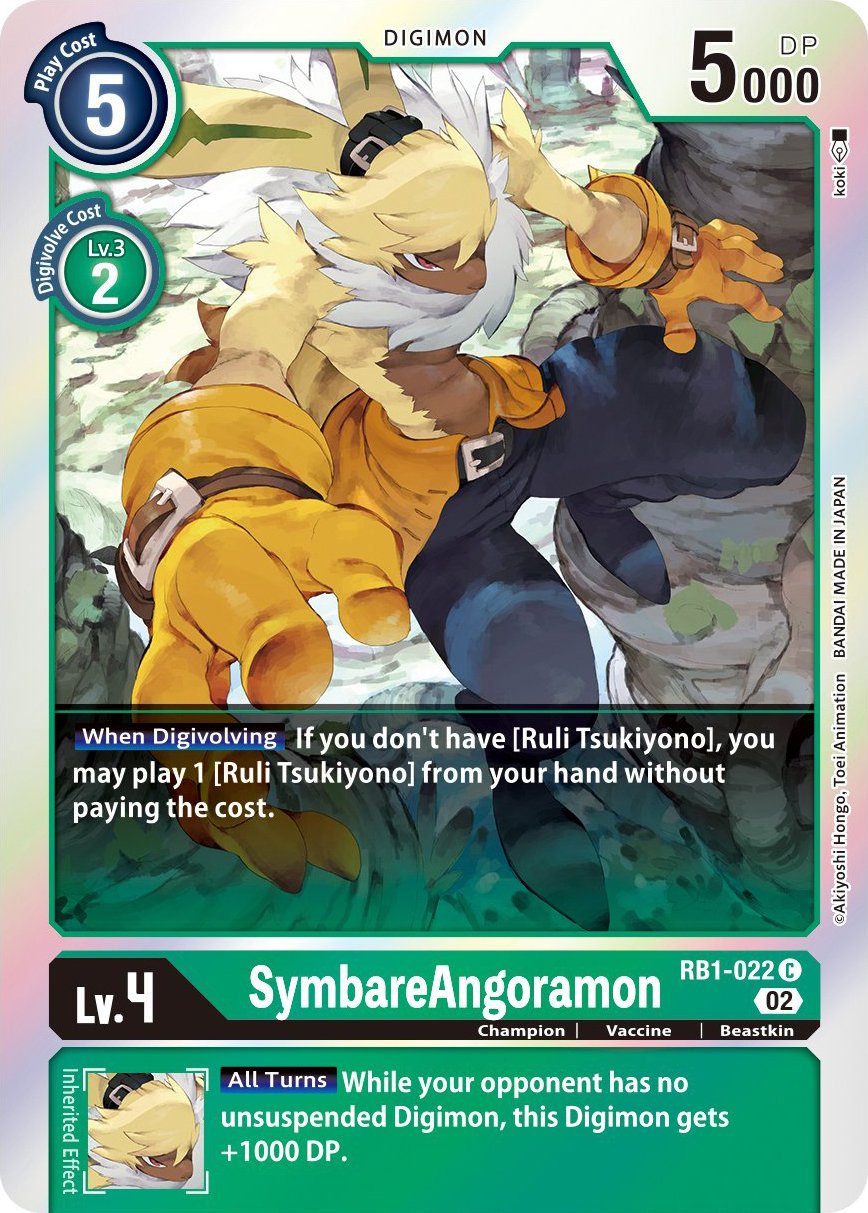 Play Cost
5
DIGIMON
DP
5000
Digivolve Cost
Lv.3
2
koki
BANDAI MADE IN JAPAN
©Akiyoshi Hongo, Toei Animation
When Digivolving If you don't have [Ruli Tsukiyono], you
may play 1 [Ruli Tsukiyono] from your hand without
paying the cost.
Lv.4
SymbareAngoramon
RB1-022 C
02
Champion | Vaccine | Beastkin
Inherited Effect
All Turns While your opponent has no
unsuspended Digimon, this Digimon gets
+1000 DP.